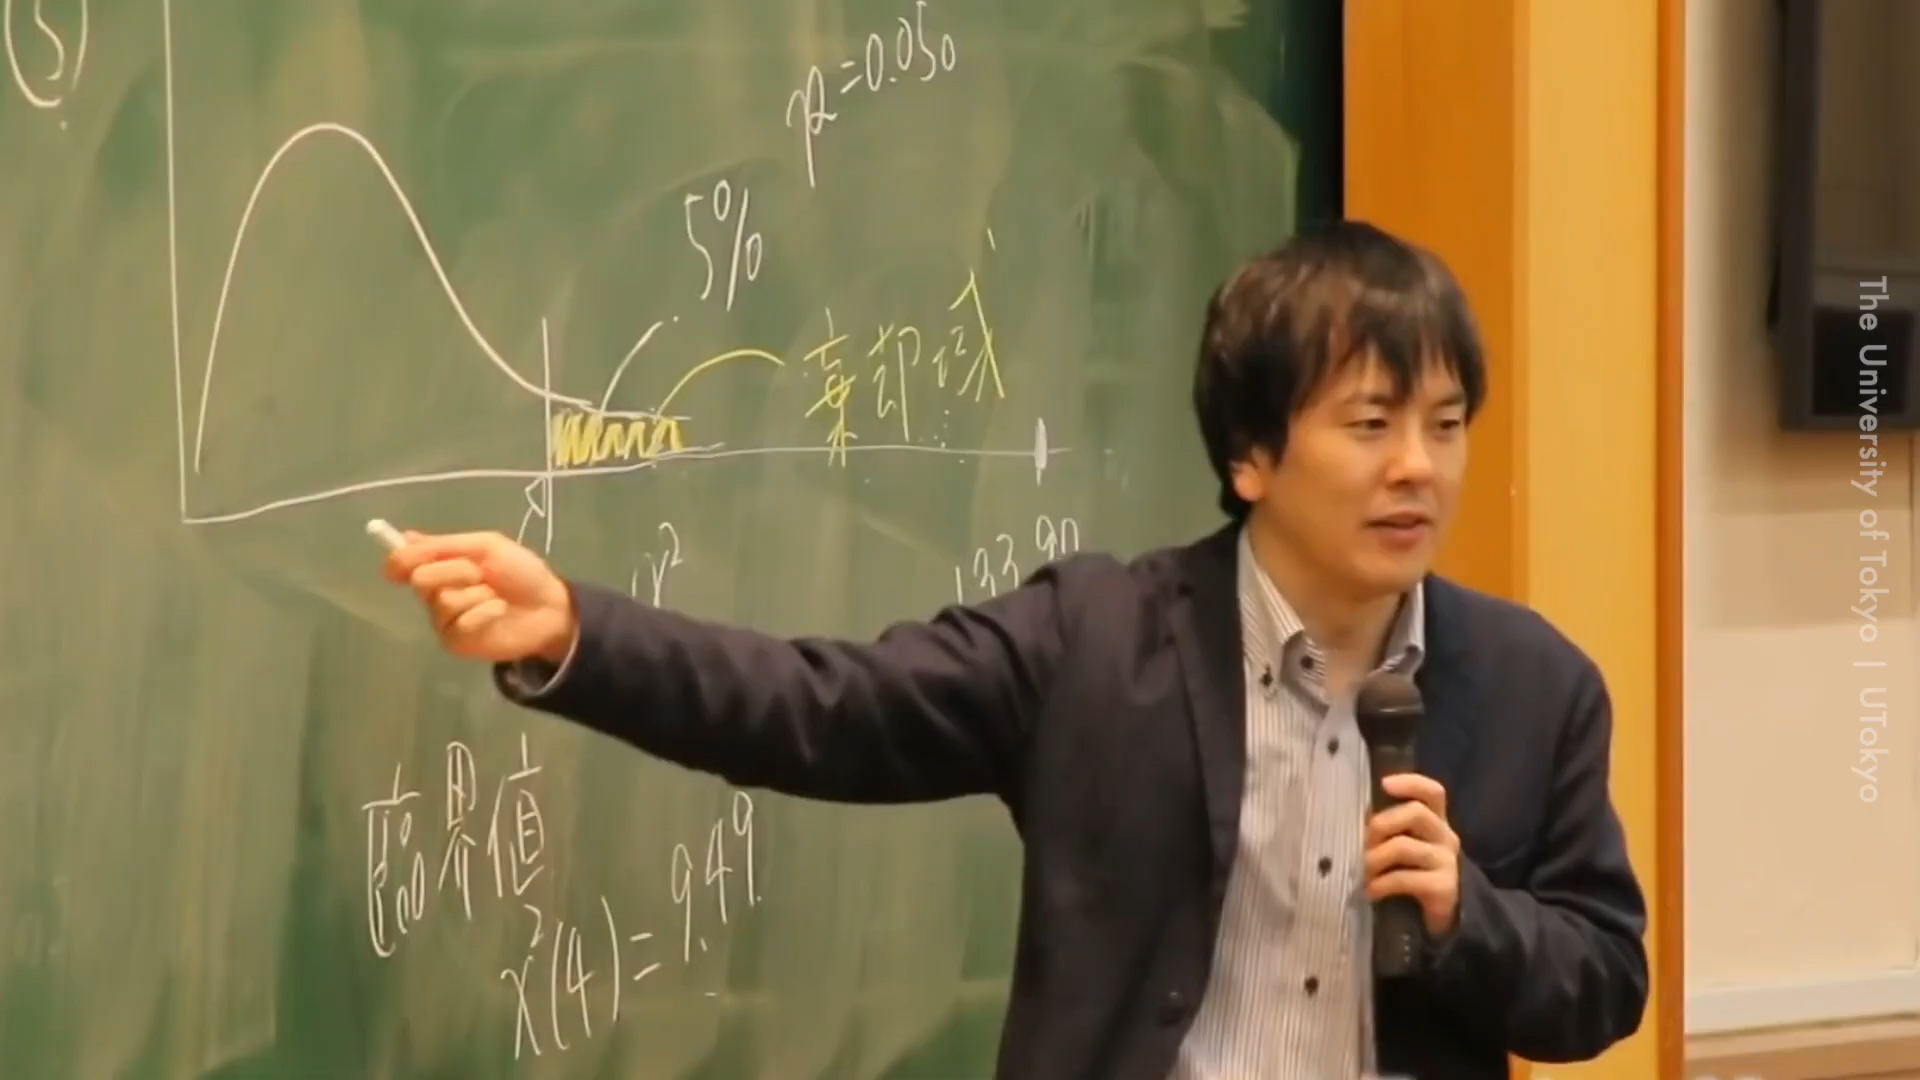 5
p=0.050
5%
棄却域
χ²
133.90
臨界値
χ²(4)=9.49
The University of Tokyo | UTokyo